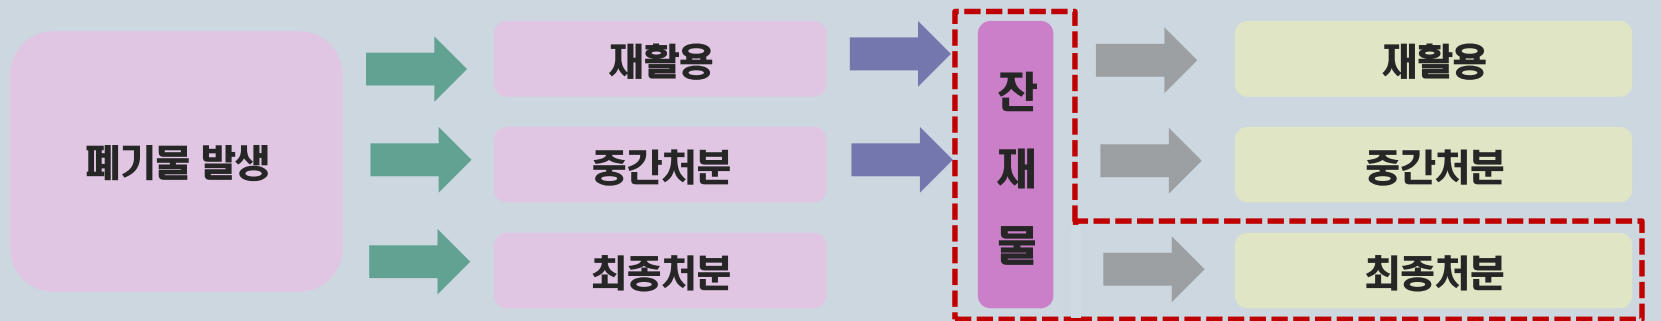 폐기물 발생
재활용
중간처분
최종처분
잔
재
물
재활용
중간처분
최종처분